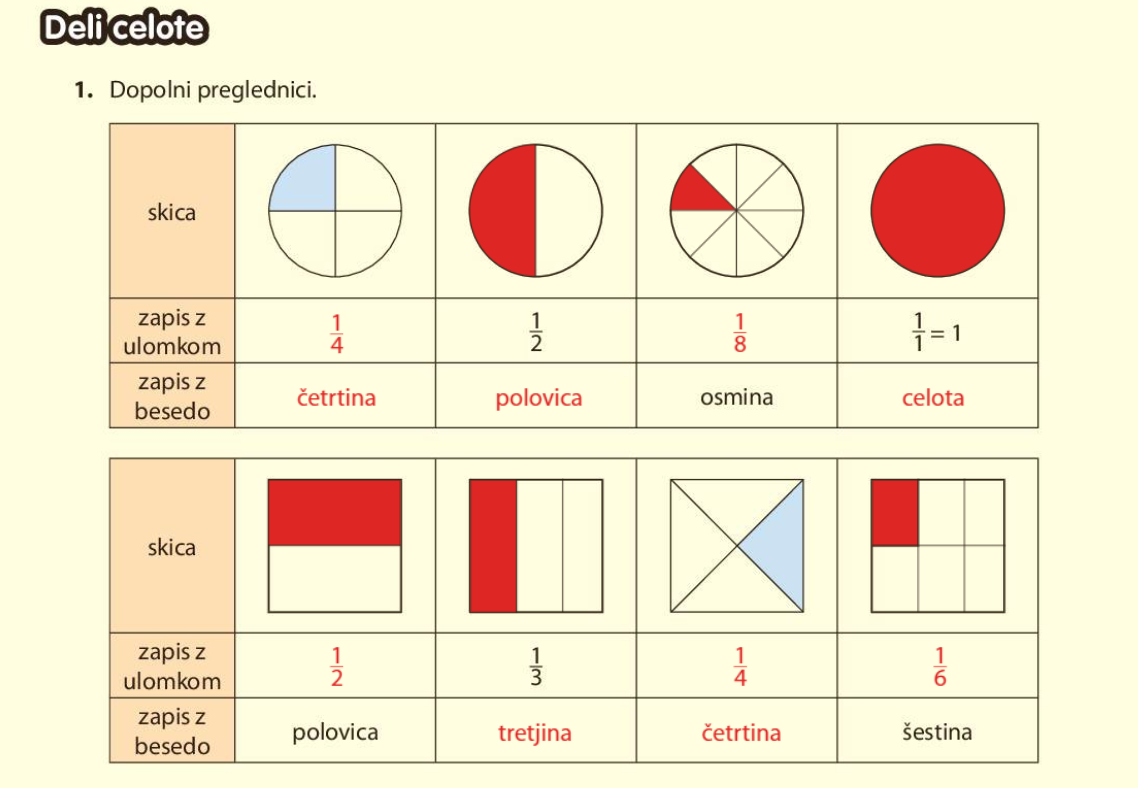 Deli celote
1. Dopolni preglednici.
skica
zapis z ulomkom 1/4 1/2 1/8 1/1 = 1
zapis z besedo četrtina polovica osmina celota
skica
zapis z ulomkom 1/2 1/3 1/4 1/6
zapis z besedo polovica tretjina četrtina šestina